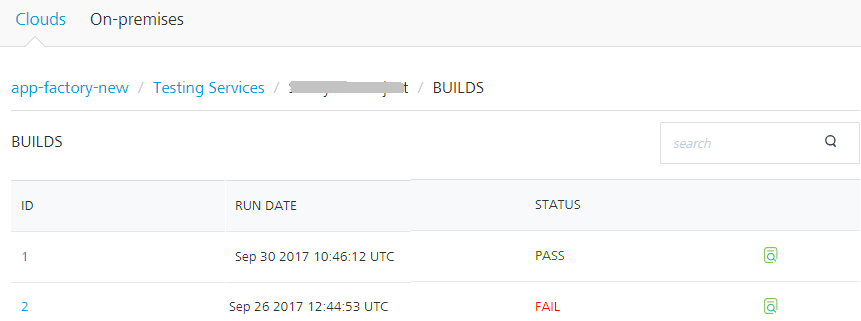 Clouds On-premises
app-factory-new / Testing Services / / BUILDS
BUILDS
search
ID RUN DATE STATUS
1 Sep 30 2017 10:46:12 UTC PASS
2 Sep 26 2017 12:44:53 UTC FAIL